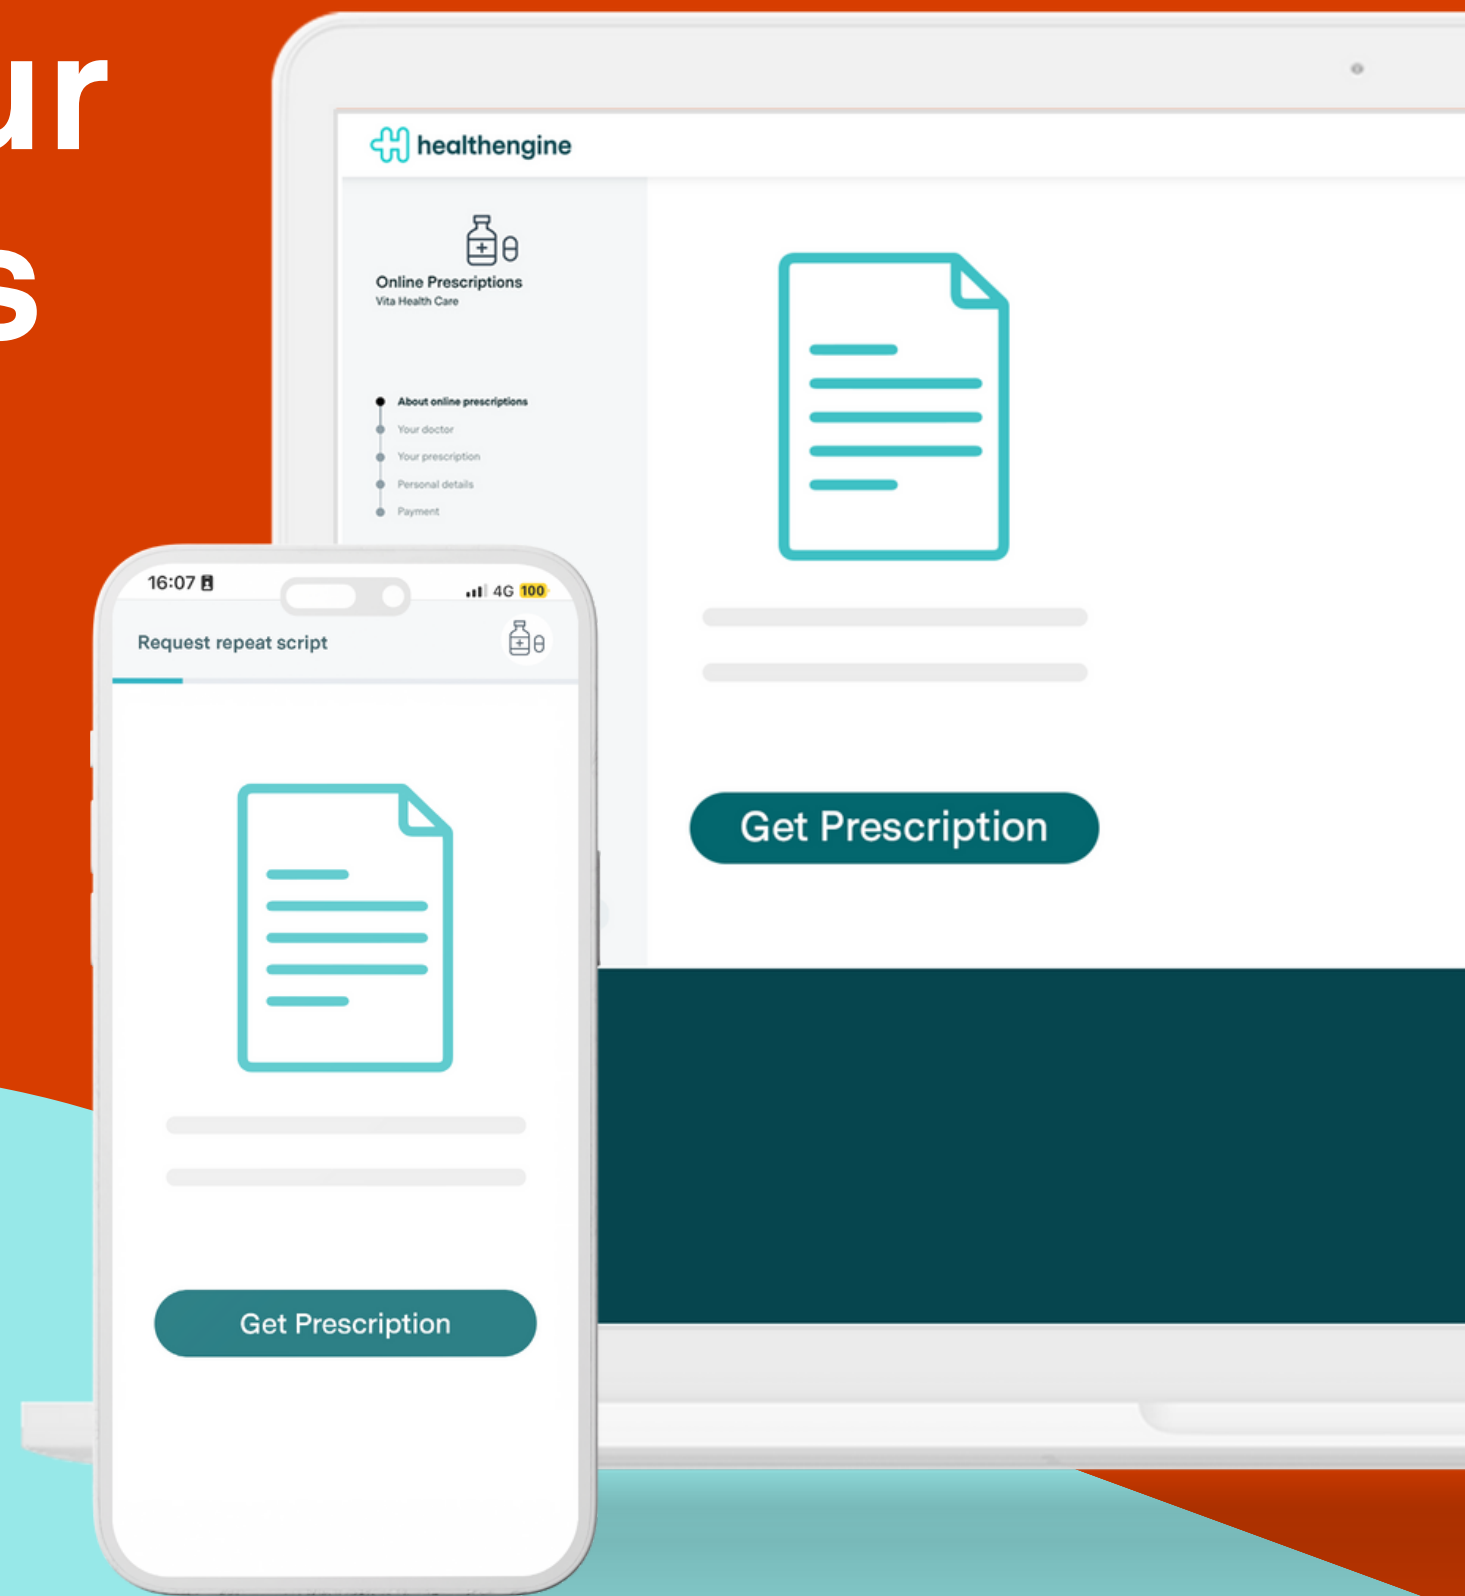 ur
s
healthengine
Online Prescriptions
Vita Health Care
About online prescriptions
Your doctor
Your prescription
Personal details
Payment
Get Prescription
16:07
4G 100
Request repeat script
Get Prescription